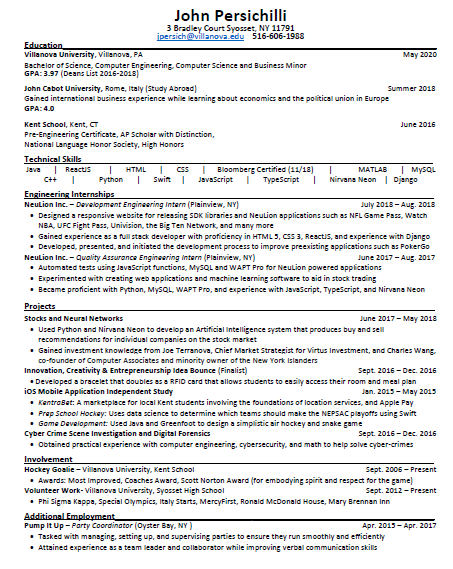 John Persichilli
3 Bradley Court Syosset, NY 11791
jpersich@villanova.edu 516-606-1988
Education
Villanova University, Villanova, PA May 2020
Bachelor of Science, Computer Engineering, Computer Science and Business Minor
GPA: 3.97 (Deans List 2016-2018)
John Cabot University, Rome, Italy (Study Abroad) Summer 2018
Gained international business experience while learning about economics and the political union in Europe
GPA: 4.0
Kent School, Kent, CT June 2016
Pre-Engineering Certificate, AP Scholar with Distinction,
National Language Honor Society, High Honors
Technical Skills
Java | ReactJS | HTML | CSS | Bloomberg Certified (11/18) | MATLAB | MySQL
C++ | Python | Swift | JavaScript | TypeScript | Nirvana Neon | Django
Engineering Internships
NeuLion Inc. – Development Engineering Intern (Plainview, NY) July 2018 – Aug. 2018
• Designed a responsive website for releasing SDK libraries and NeuLion applications such as NFL Game Pass, Watch
NBA, UFC Fight Pass, Univision, the Big Ten Network, and many more
• Gained experience as a full stack developer with proficiency in HTML 5, CSS 3, ReactJS, and experience with Django
• Developed, presented, and initiated the development process to improve preexisting applications such as PokerGo
NeuLion Inc. – Quality Assurance Engineering Intern (Plainview, NY) June 2017 – Aug. 2017
• Automated tests using JavaScript functions, MySQL and WAPT Pro for NeuLion powered applications
• Experimented with creating web applications and machine learning software to aid in stock trading
• Became proficient with Python, MySQL, WAPT Pro, and experience with JavaScript, TypeScript, and Nirvana Neon
Projects
Stocks and Neural Networks June 2017 – May 2018
• Used Python and Nirvana Neon to develop an Artificial Intelligence system that produces buy and sell
recommendations for individual companies on the stock market
• Gained investment knowledge from Joe Terranova, Chief Market Strategist for Virtus Investment, and Charles Wang,
co-founder of Computer Associates and minority owner of the New York Islanders
Innovation, Creativity & Entrepreneurship Idea Bounce (Finalist) Sept. 2016 – Dec. 2016
• Developed a bracelet that doubles as a RFID card that allows students to easily access their room and meal plan
iOS Mobile Application Independent Study Jan. 2015 – May 2015
• KentroBet: A marketplace for local Kent students involving the foundations of location services, and Apple Pay
• Prep School Hockey: Uses data science to determine which teams should make the NEPSAC playoffs using Swift
• Game Development: Used Java and Greenfoot to design a simplistic air hockey and snake game
Cyber Crime Scene Investigation and Digital Forensics Sept. 2016 – Dec. 2016
• Obtained practical experience with computer engineering, cybersecurity, and math to help solve cyber-crimes
Involvement
Hockey Goalie – Villanova University, Kent School Sept. 2006 – Present
• Awards: Most Improved, Coaches Award, Scott Norton Award (for embodying spirit and respect for the game)
Volunteer Work- Villanova University, Syosset High School Sept. 2012 – Present
• Phi Sigma Kappa, Special Olympics, Italy Starts, MercyFirst, Ronald McDonald House, Mary Brennan Inn
Additional Employment
Pump It Up – Party Coordinator (Oyster Bay, NY ) Apr. 2015 – Apr. 2017
• Tasked with managing, setting up, and supervising parties to ensure they run smoothly and efficiently
• Attained experience as a team leader and collaborator while improving verbal communication skills